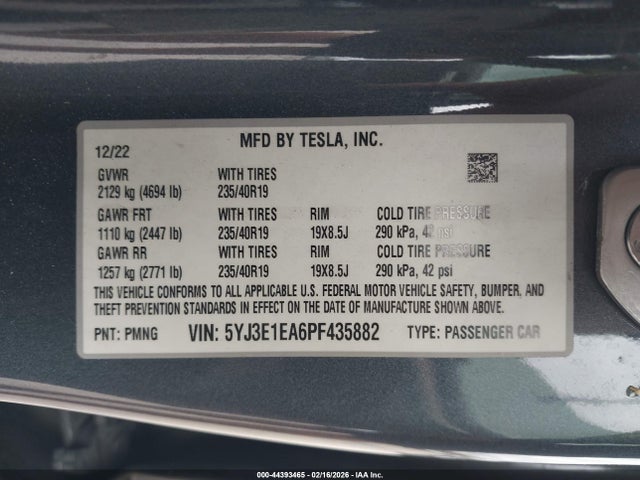 MFD BY TESLA, INC.
12/22
GVWR WITH TIRES
2129 kg (4694 lb) 235/40R19
GAWR FRT WITH TIRES RIM COLD TIRE PRESSURE
1110 kg (2447 lb) 235/40R19 19X8.5J 290 kPa, 42 psi
GAWR RR WITH TIRES RIM COLD TIRE PRESSURE
1257 kg (2771 lb) 235/40R19 19X8.5J 290 kPa, 42 psi
THIS VEHICLE CONFORMS TO ALL APPLICABLE U.S. FEDERAL MOTOR VEHICLE SAFETY, BUMPER, AND
THEFT PREVENTION STANDARDS IN EFFECT ON THE DATE OF MANUFACTURE SHOWN ABOVE.
PNT: PMNG VIN: 5YJ3E1EA6PF435882 TYPE: PASSENGER CAR
000-44393465 - 02/16/2026 - IAA Inc.